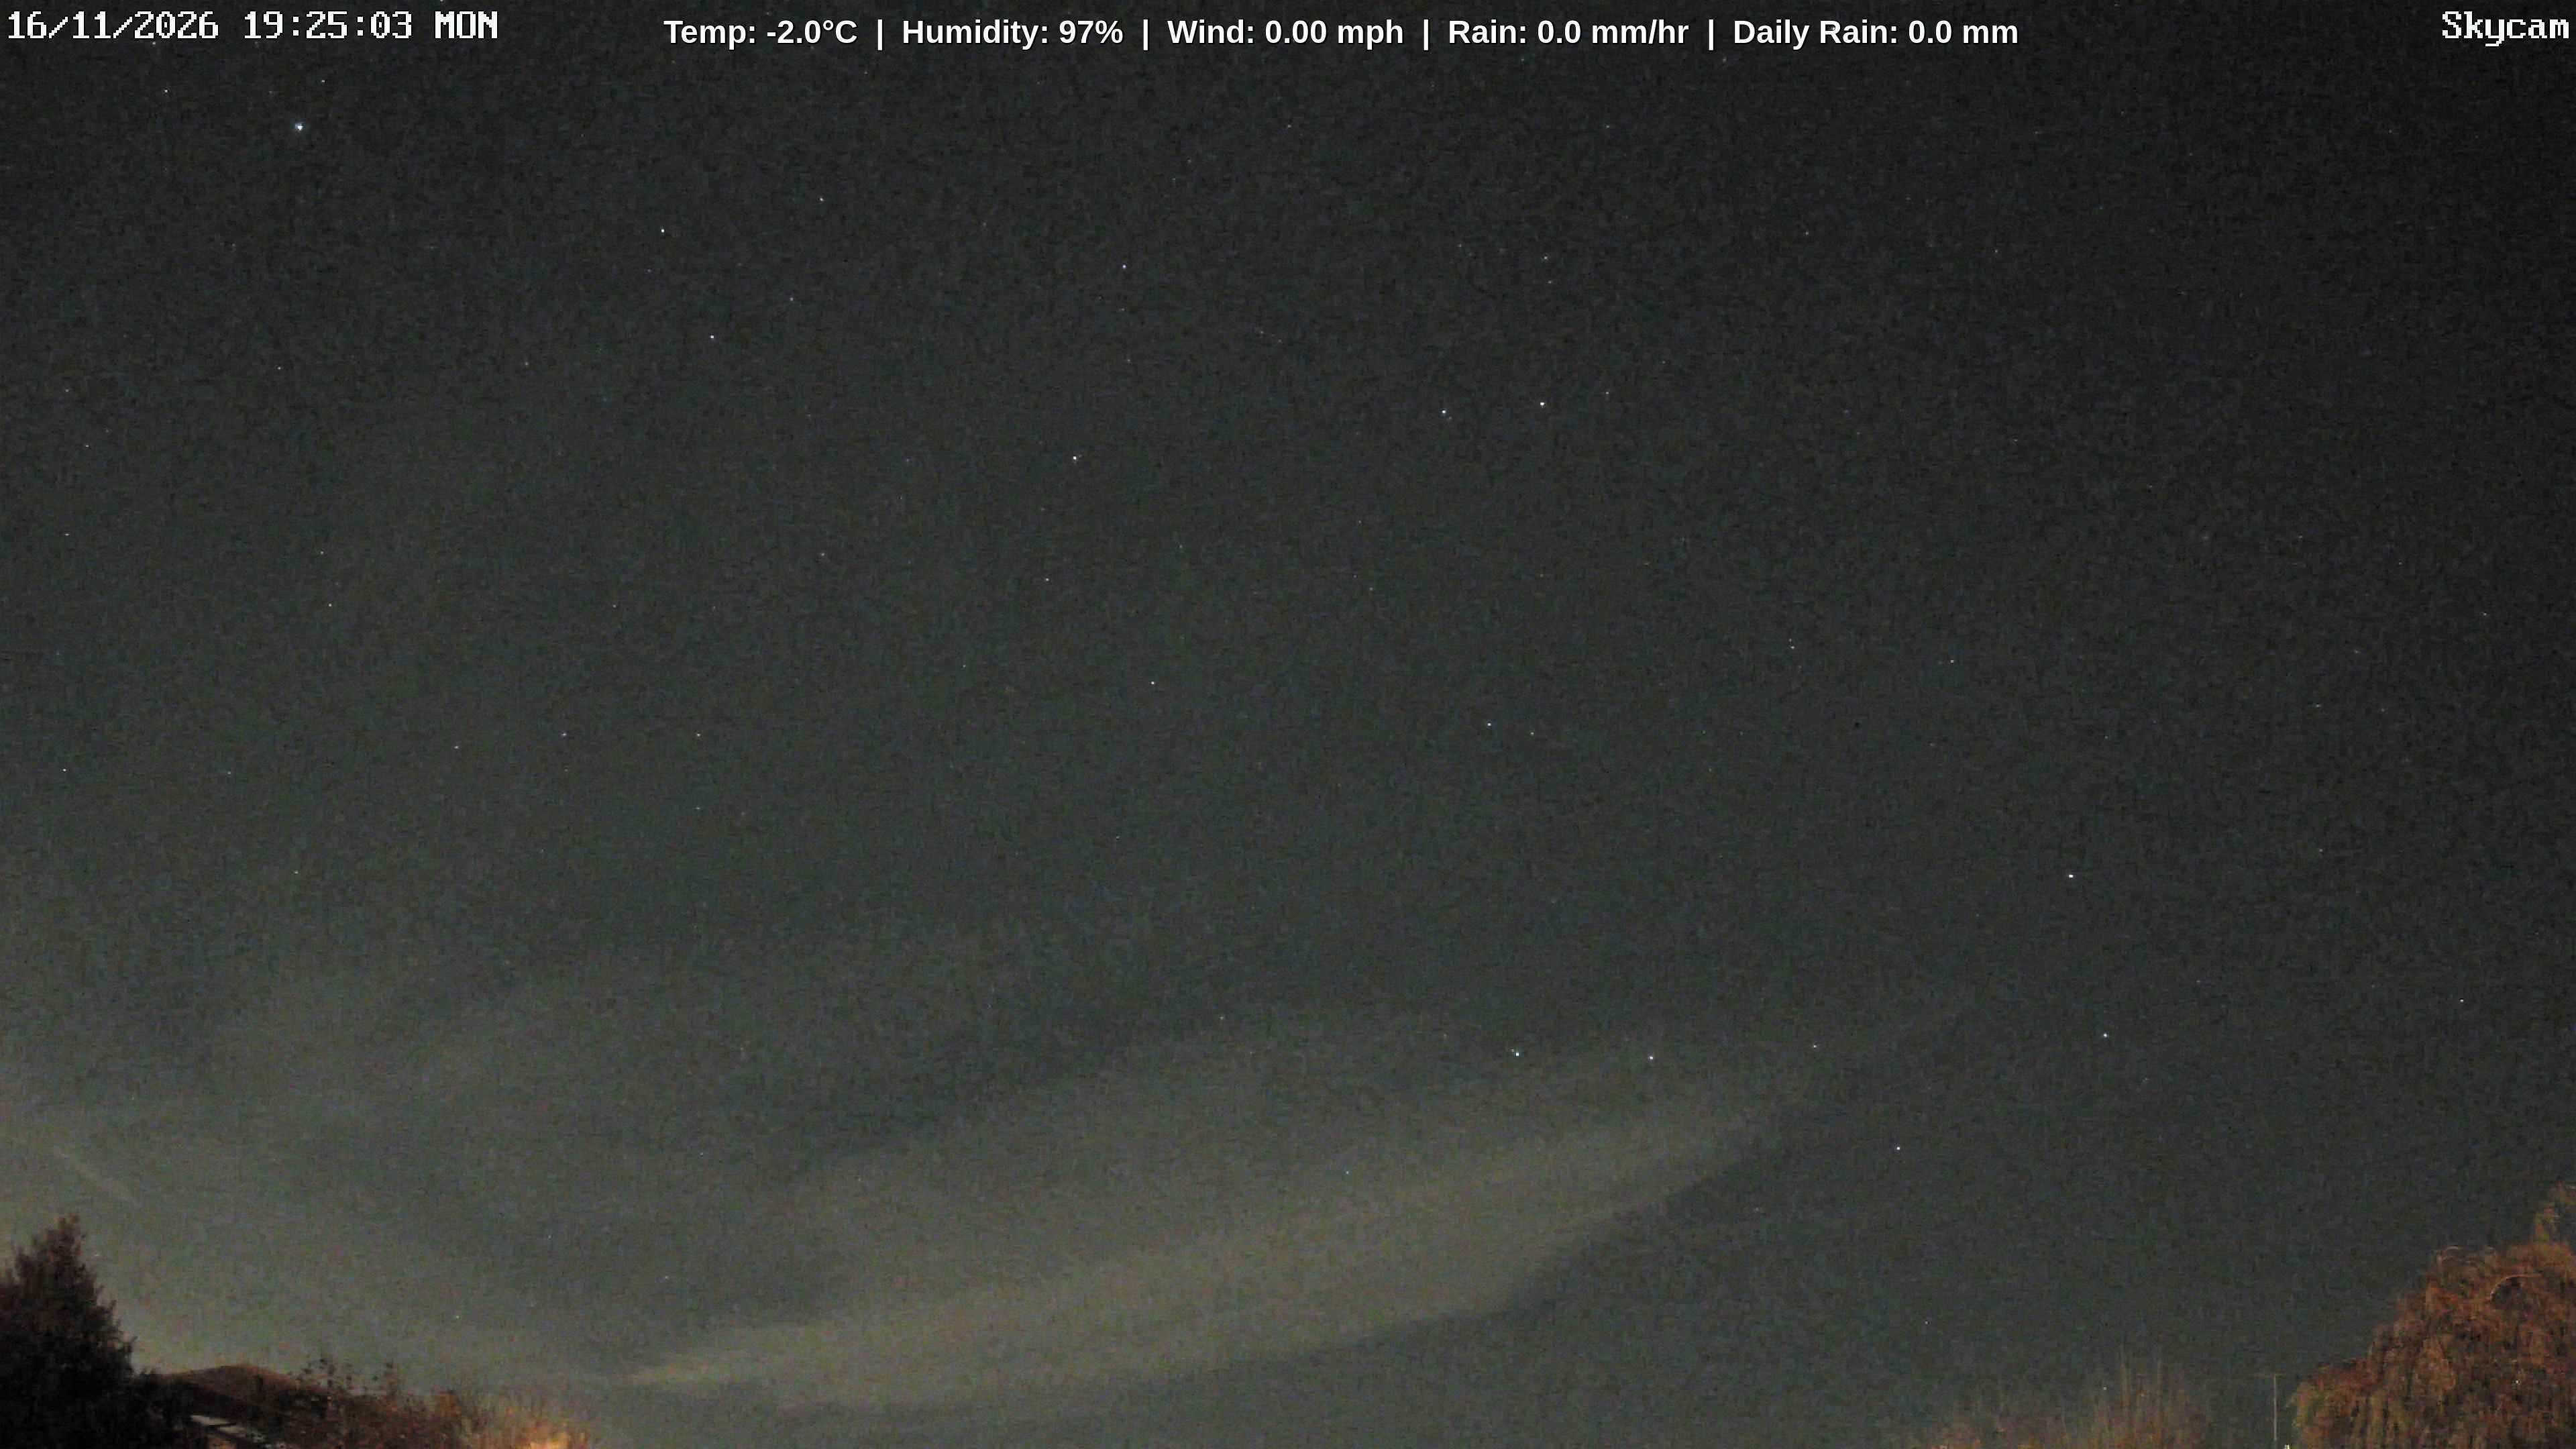 16/11/2026 19:25:03 MON
Temp: -2.0°C | Humidity: 97% | Wind: 0.00 mph | Rain: 0.0 mm/hr | Daily Rain: 0.0 mm
Skycam